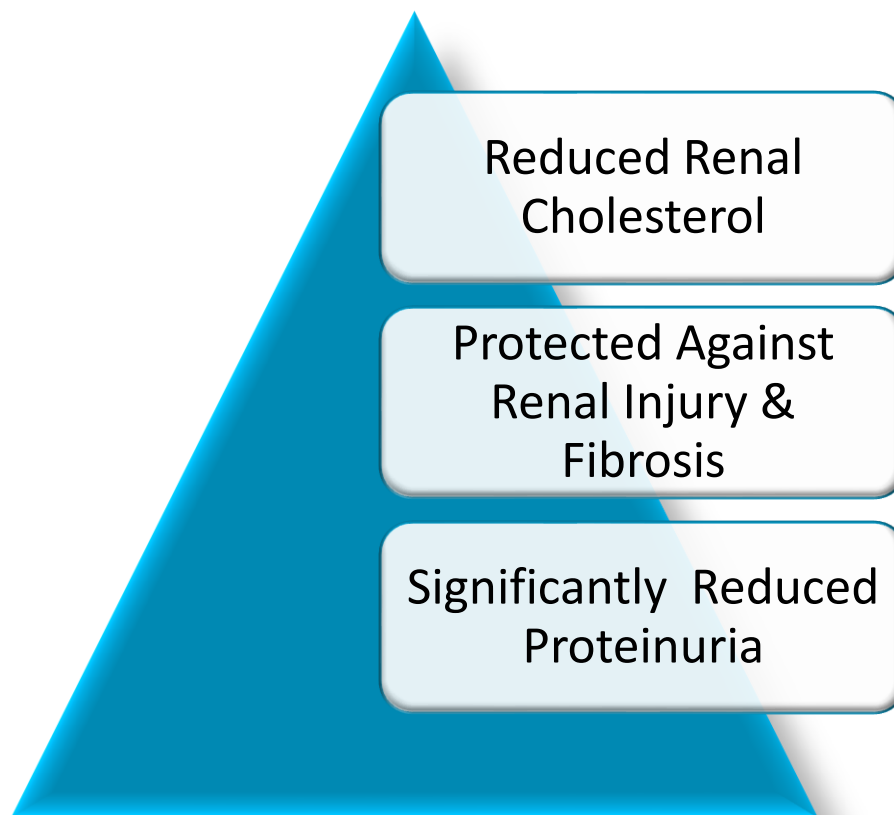 Reduced Renal
Cholesterol
Protected Against
Renal Injury &
Fibrosis
Significantly  Reduced
Proteinuria